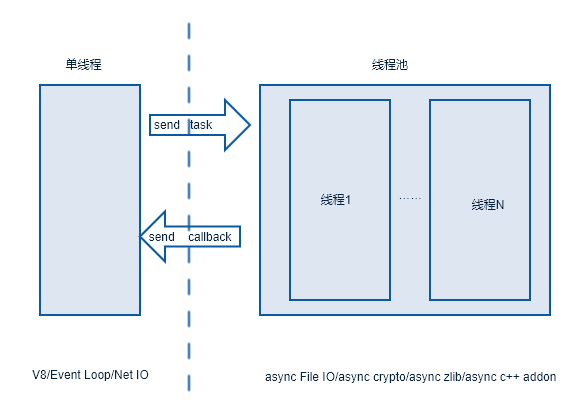 单线程
线程池
send task
线程1
……
线程N
send callback
V8/Event Loop/Net IO
async File IO/async crypto/async zlib/async c++ addon